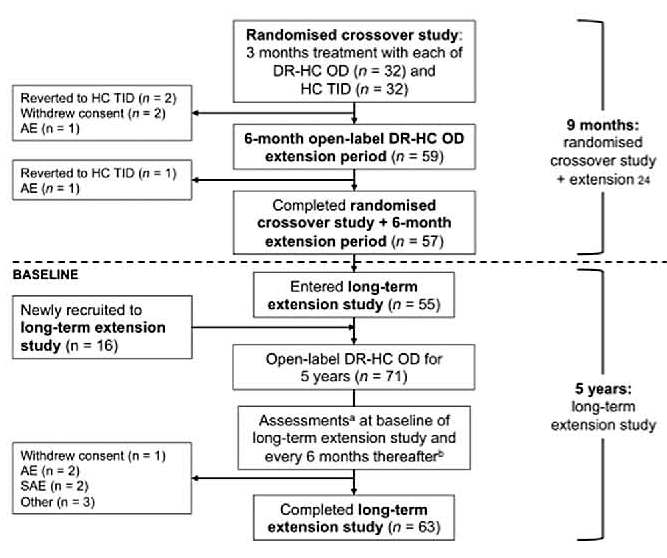 Randomised crossover study:
3 months treatment with each of
DR-HC OD (n = 32) and
HC TID (n = 32)
Reverted to HC TID (n = 2)
Withdrew consent (n = 2)
AE (n = 1)
6-month open-label DR-HC OD
extension period (n = 59)
9 months:
randomised
crossover study
+ extension 24
Reverted to HC TID (n = 1)
AE (n = 1)
Completed randomised
crossover study + 6-month
extension period (n = 57)
BASELINE
Entered long-term
extension study (n = 55)
Newly recruited to
long-term extension
study (n = 16)
Open-label DR-HC OD for
5 years (n = 71)
5 years:
long-term
extension study
Assessmentsᵃ at baseline of
long-term extension study and
every 6 months thereafterᵇ
Withdrew consent (n = 1)
AE (n = 2)
SAE (n = 2)
Other (n = 3)
Completed long-term
extension study (n = 63)